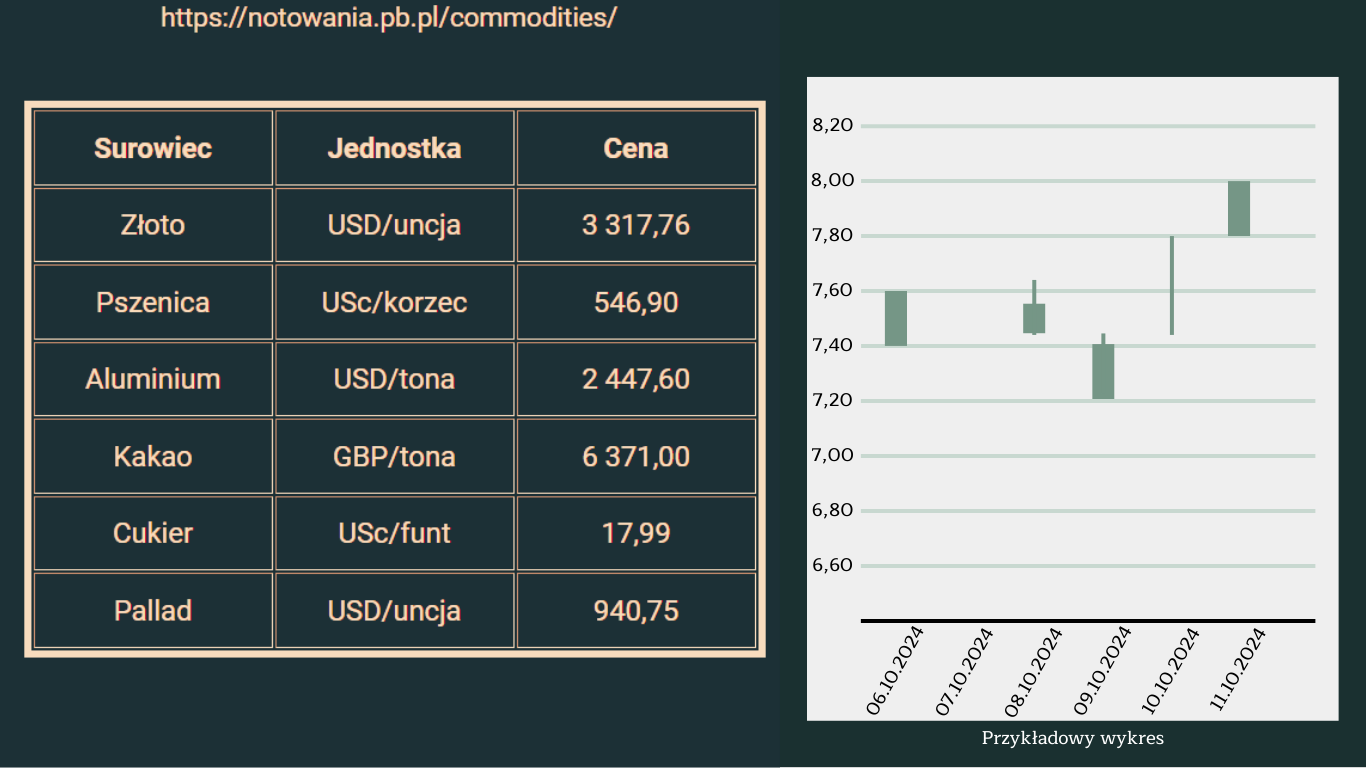 https://notowania.pb.pl/commodities/
Surowiec Jednostka Cena
Złoto USD/uncja 3 317,76
Pszenica USc/korzec 546,90
Aluminium USD/tona 2 447,60
Kakao GBP/tona 6 371,00
Cukier USc/funt 17,99
Pallad USD/uncja 940,75
8,20
8,00
7,80
7,60
7,40
7,20
7,00
6,80
6,60
06.10.2024
07.10.2024
08.10.2024
09.10.2024
10.10.2024
11.10.2024
Przykładowy wykres